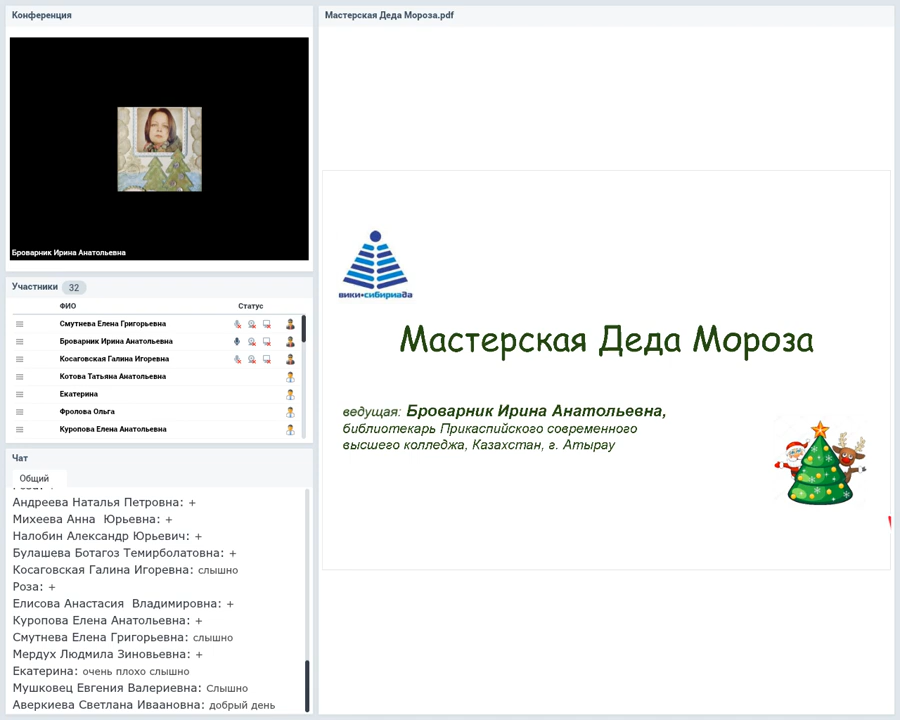 Конференция
Броварник Ирина Анатольевна
Участники 32
ФИО Статус
Смутнева Елена Григорьевна
Броварник Ирина Анатольевна
Косаговская Галина Игоревна
Котова Татьяна Анатольевна
Екатерина
Фролова Ольга
Куропова Елена Анатольевна
Чат
Общий
Андреева Наталья Петровна: +
Михеева Анна  Юрьевна: +
Налобин Александр Юрьевич: +
Булашева Ботагоз Темирболатовна: +
Косаговская Галина Игоревна: слышно
Роза: +
Елисова Анастасия  Владимировна: +
Куропова Елена Анатольевна: +
Смутнева Елена Григорьевна: слышно
Мердух Людмила Зиновьевна: +
Екатерина: очень плохо слышно
Мушковец Евгения Валериевна: Слышно
Аверкиева Светлана Иваановна: добрый день
Мастерская Деда Мороза.pdf
вики•сибириада
Мастерская Деда Мороза
ведущая: Броварник Ирина Анатольевна,
библиотекарь Прикаспийского современного
высшего колледжа, Казахстан, г. Атырау